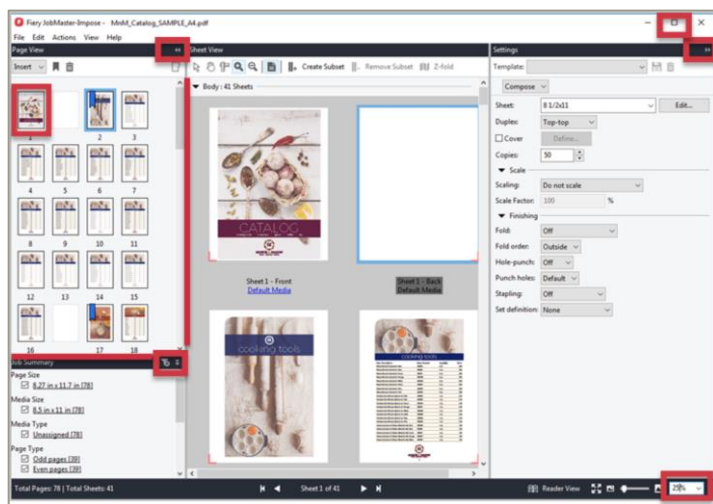 Fiery JobMaster-Impose - MnM_Catalog_SAMPLE_A4.pdf
File Edit Actions View Help
Page View
Sheet View
Settings
Insert
Create Subset
Remove Subset
Z-fold
Template:
Body : 41 Sheets
Compose
Sheet: 8 1/2x11 Edit...
Duplex: Top-top
Cover Define...
Copies: 50
Scale
Scaling: Do not scale
Scale Factor: 100 %
Finishing
Fold: Off
Fold order: Outside
Hole-punch: Off
Punch holes: Default
Stapling: Off
Set definition: None
1 2 3
4 5 6 7
8 9 10 11
12 13 14 15
16 17 18
CATALOG
Sheet 1 - Front
Default Media
Sheet 1 - Back
Default Media
cooking tools
cooking tools
Job Summary
Page Size
8.27 in x 11.7 in [78]
Media Size
8.5 in x 11 in [78]
Media Type
Unassigned [78]
Page Type
Odd pages [39]
Even pages [39]
Total Pages: 78 | Total Sheets: 41
Sheet 1 of 41
Reader View
25%